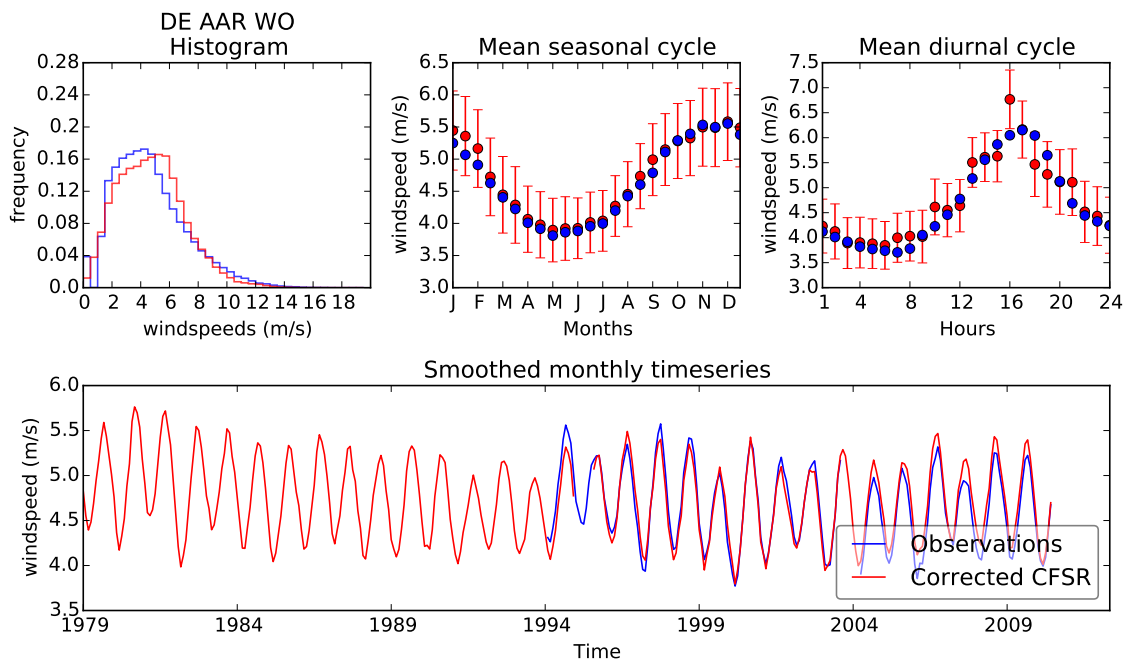 DE AAR WO
Histogram
0.28
0.24
0.2
0.16
0.12
0.08
0.04
0.0
frequency
0 2 4 6 8 10 12 14 16 18
windspeeds (m/s)
Mean seasonal cycle
6.5
6.0
5.5
5.0
4.5
4.0
3.5
3.0
windspeed (m/s)
J F M A M J J A S O N D
Months
Mean diurnal cycle
7.5
7.0
6.5
6.0
5.5
5.0
4.5
4.0
3.5
3.0
windspeed (m/s)
1 4 8 12 16 20 24
Hours
Smoothed monthly timeseries
6.0
5.5
5.0
4.5
4.0
3.5
windspeed (m/s)
Observations
Corrected CFSR
1979 1984 1989 1994 1999 2004 2009
Time